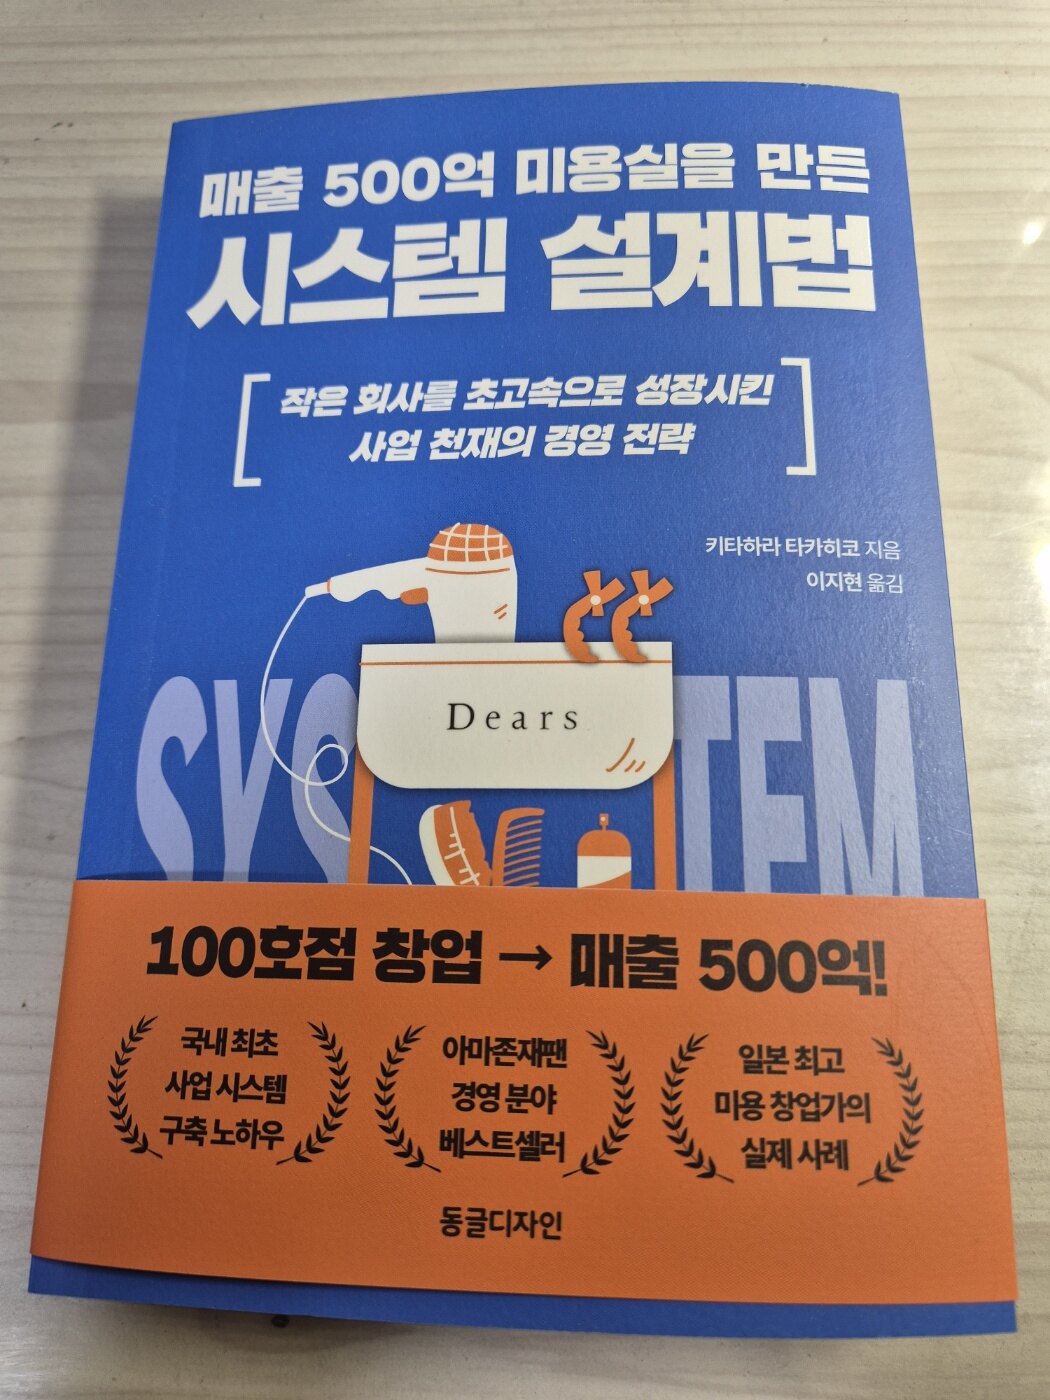 매출 500억 미용실을 만든
시스템 설계법
작은 회사를 초고속으로 성장시킨
사업 천재의 경영 전략
키타하라 타카히코 지음
이지현 옮김
SYSTEM
Dears
100호점 창업 → 매출 500억!
국내 최초
사업 시스템
구축 노하우
아마존재팬
경영 분야
베스트셀러
일본 최고
미용 창업가의
실제 사례
동글디자인